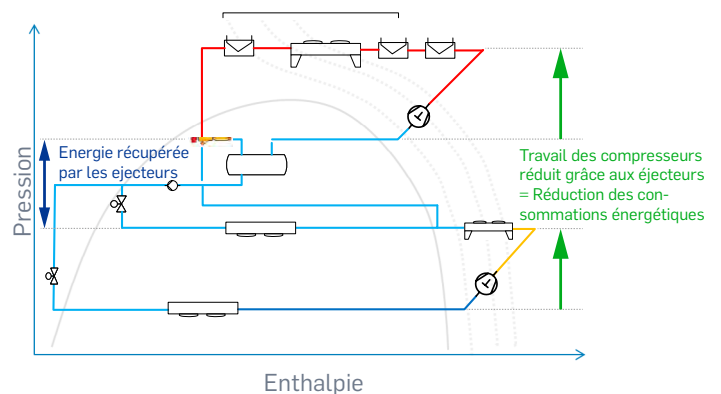 Pression
Energie récupérée
par les ejecteurs
Travail des compresseurs
réduit grâce aux éjecteurs
= Réduction des con-
sommations énergétiques
Enthalpie